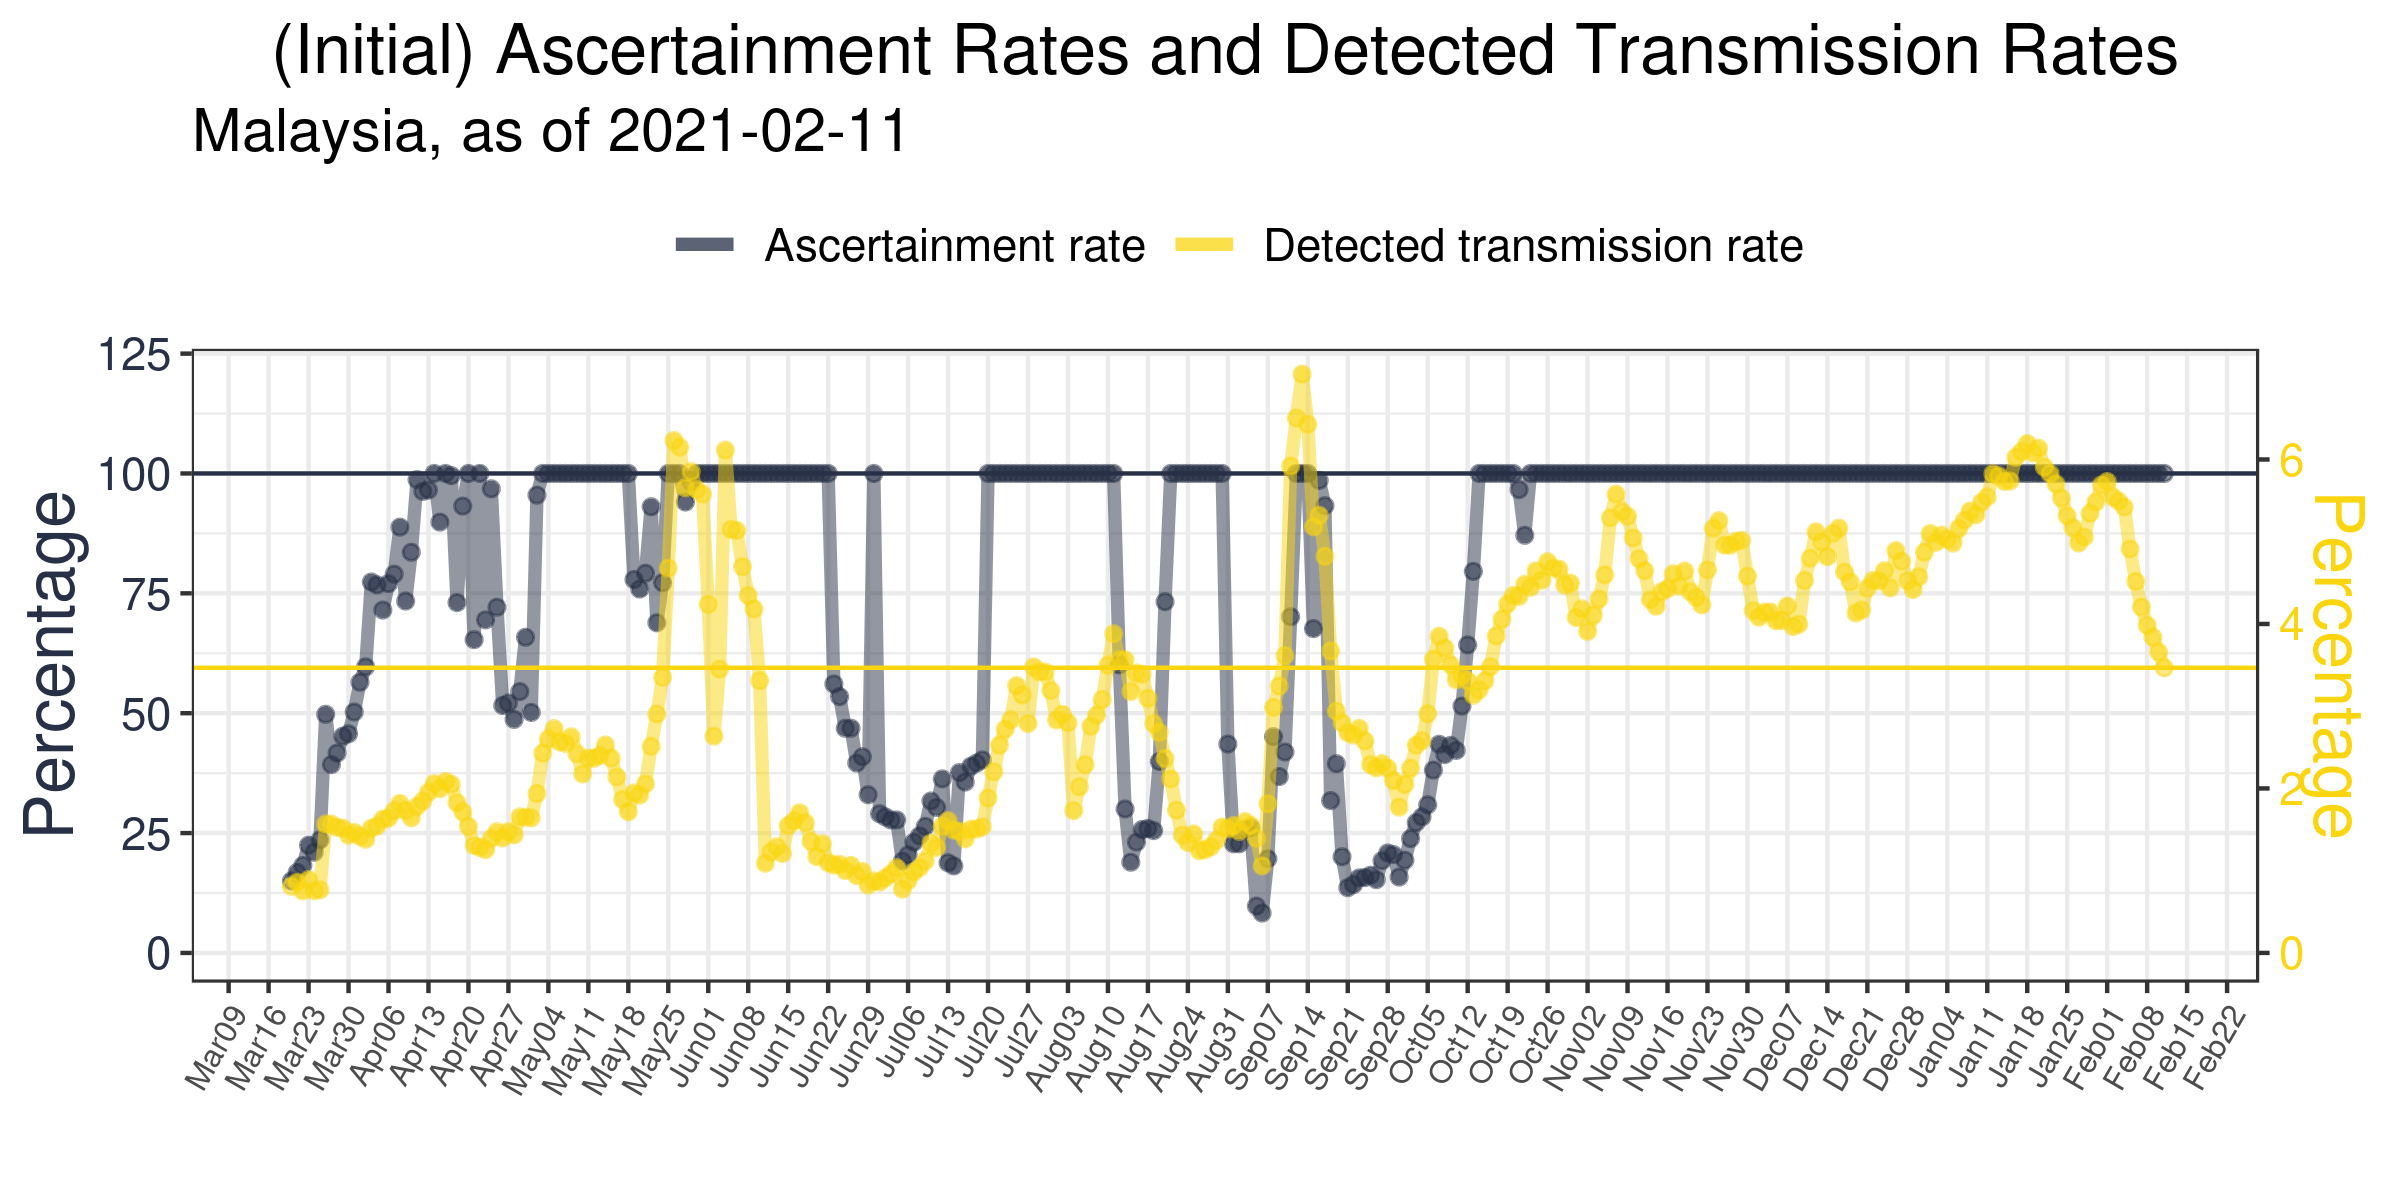 (Initial) Ascertainment Rates and Detected Transmission Rates
Malaysia, as of 2021-02-11
Ascertainment rate
Detected transmission rate
Percentage
125
100
75
50
25
0
6
4
2
0
Percentage
Mar09
Mar16
Mar23
Mar30
Apr06
Apr13
Apr20
Apr27
May04
May11
May18
May25
Jun01
Jun08
Jun15
Jun22
Jun29
Jul06
Jul13
Jul20
Jul27
Aug03
Aug10
Aug17
Aug24
Aug31
Sep07
Sep14
Sep21
Sep28
Oct05
Oct12
Oct19
Oct26
Nov02
Nov09
Nov16
Nov23
Nov30
Dec07
Dec14
Dec21
Dec28
Jan04
Jan11
Jan18
Jan25
Feb01
Feb08
Feb15
Feb22